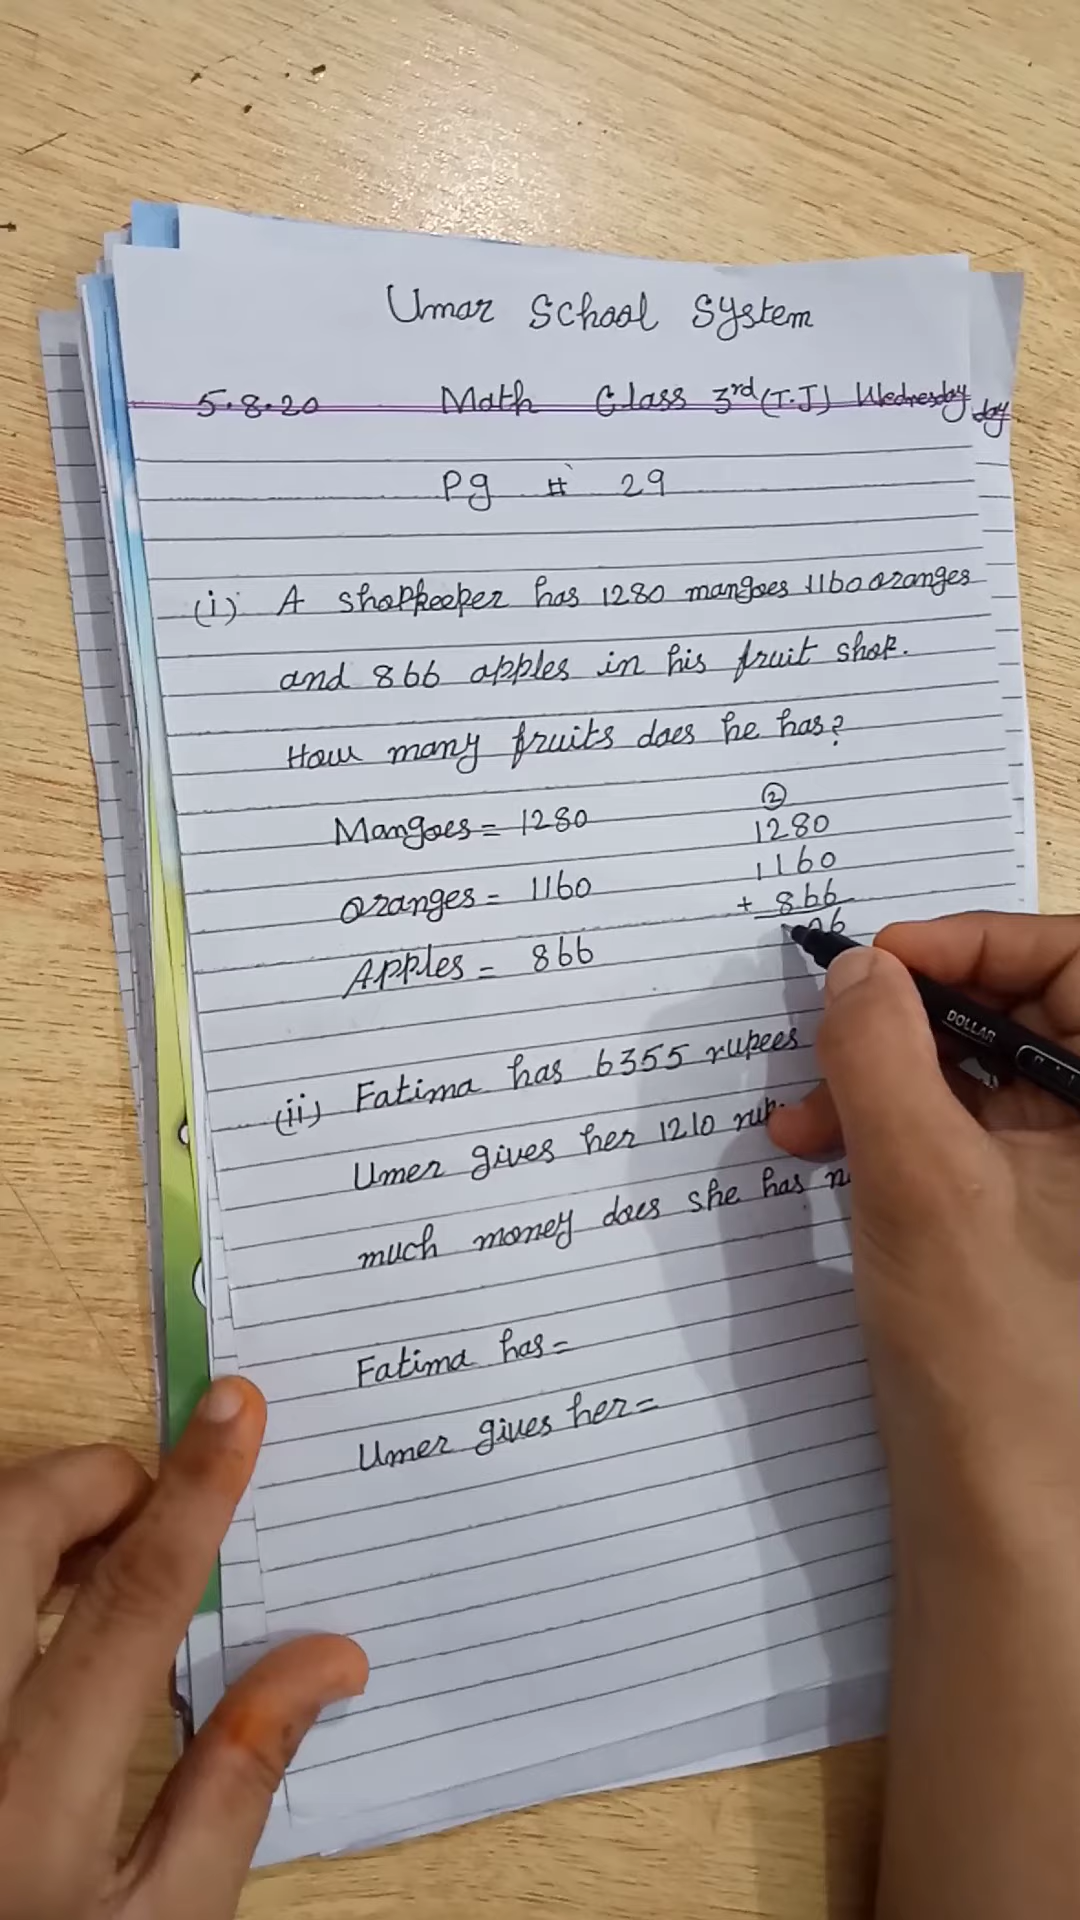 Umar School System
5.8.20 Math Class 3rd (T.J) Wednesday day
Pg # 29
(i) A shopkeeper has 1280 mangoes 1160 oranges
and 866 apples in his fruit shop.
How many fruits does he has?
Mangoes = 1280
Oranges = 1160
Apples = 866
2
1280
1160
+ 866
06
(ii) Fatima has 6355 rupees
Umer gives her 1210 rup
much money does she has n
Fatima has =
Umer gives her =
DOLLAR